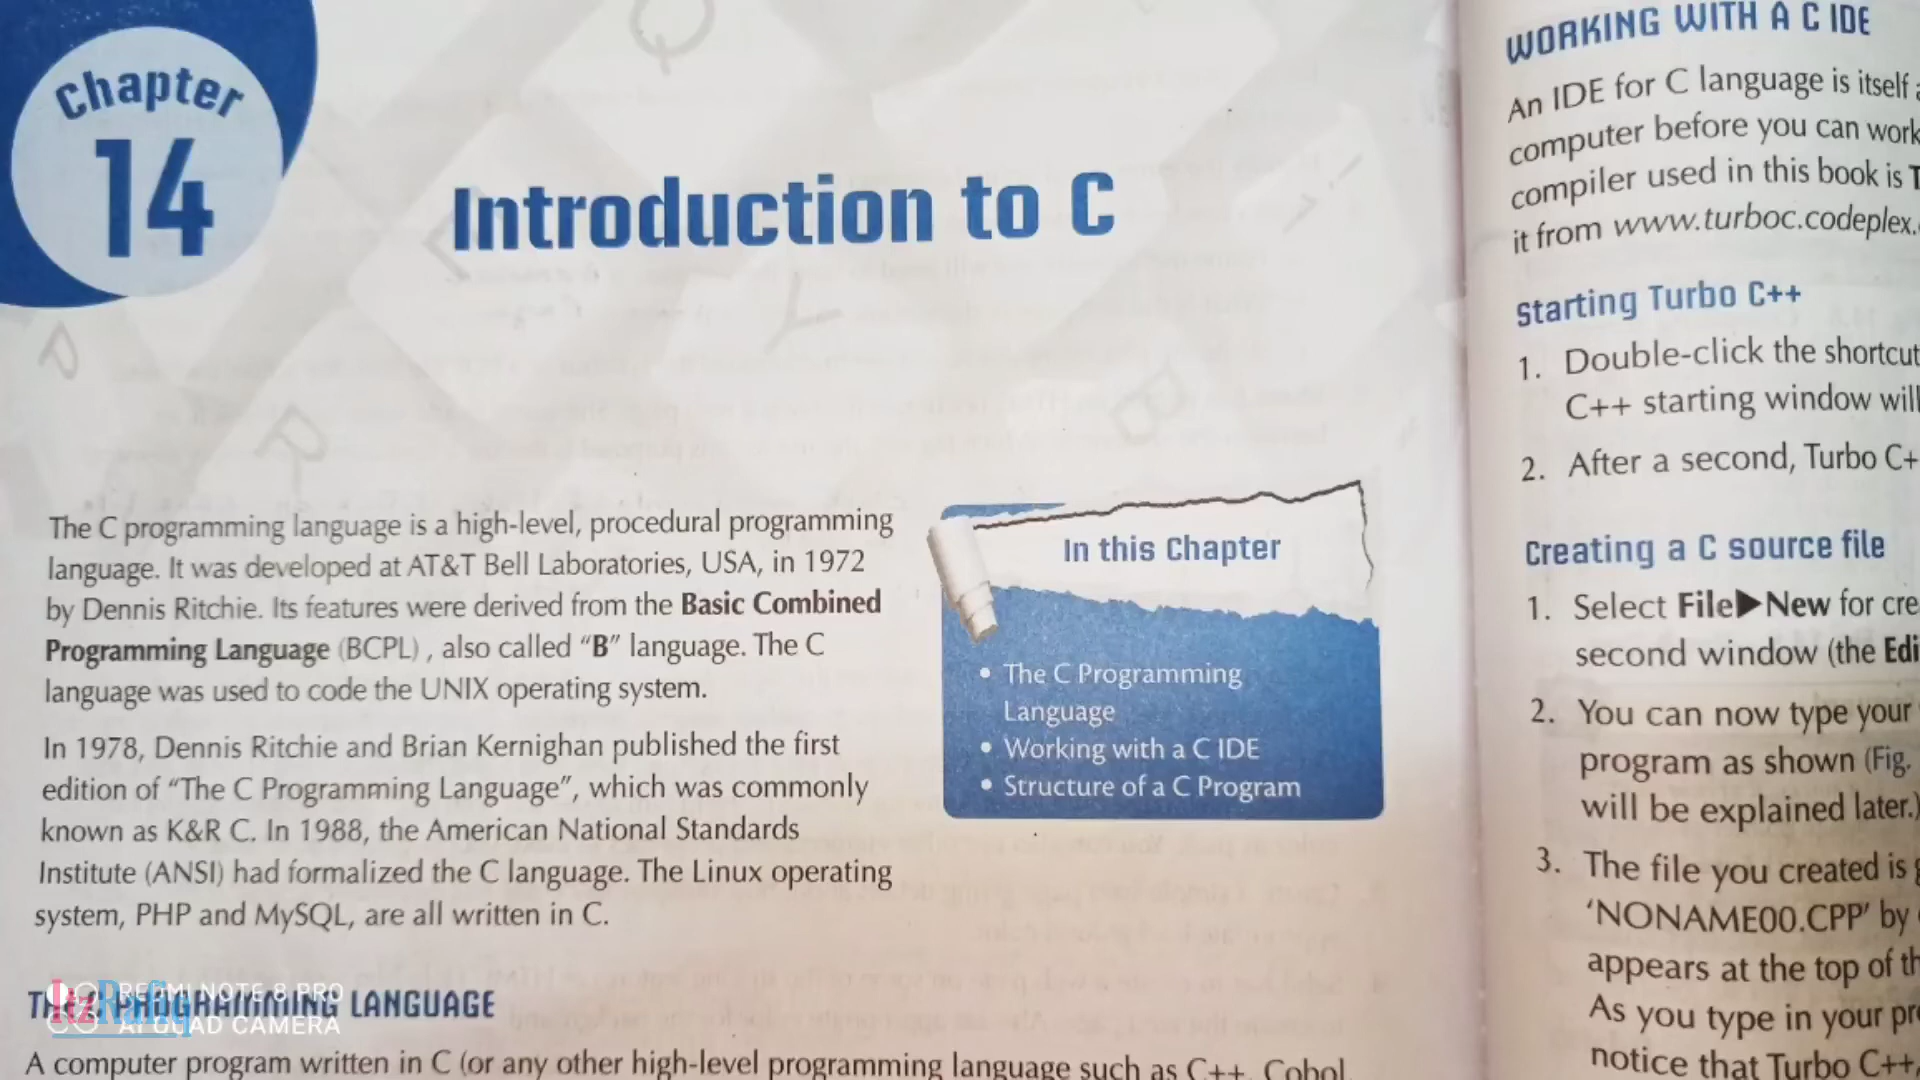 Chapter
14
Introduction to C
The C programming language is a high-level, procedural programming
language. It was developed at AT&T Bell Laboratories, USA, in 1972
by Dennis Ritchie. Its features were derived from the Basic Combined
Programming Language (BCPL) , also called “B” language. The C
language was used to code the UNIX operating system.
In 1978, Dennis Ritchie and Brian Kernighan published the first
edition of “The C Programming Language”, which was commonly
known as K&R C. In 1988, the American National Standards
Institute (ANSI) had formalized the C language. The Linux operating
system, PHP and MySQL, are all written in C.
In this Chapter
• The C Programming
Language
• Working with a C IDE
• Structure of a C Program
THE C PROGRAMMING LANGUAGE
A computer program written in C (or any other high-level programming language such as C++, Cobol,
REDMI NOTE 8 PRO
AI QUAD CAMERA
ItzRafiq
WORKING WITH A C IDE
An IDE for C language is itself
computer before you can work
compiler used in this book is
it from www.turboc.codeplex.
Starting Turbo C++
1. Double-click the shortcut
C++ starting window will
2. After a second, Turbo C+
Creating a C source file
1. Select File▶New for cre
second window (the Edi
2. You can now type your
program as shown (Fig.
will be explained later.)
3. The file you created is
‘NONAME00.CPP’ by
appears at the top of th
As you type in your pr
notice that Turbo C++,